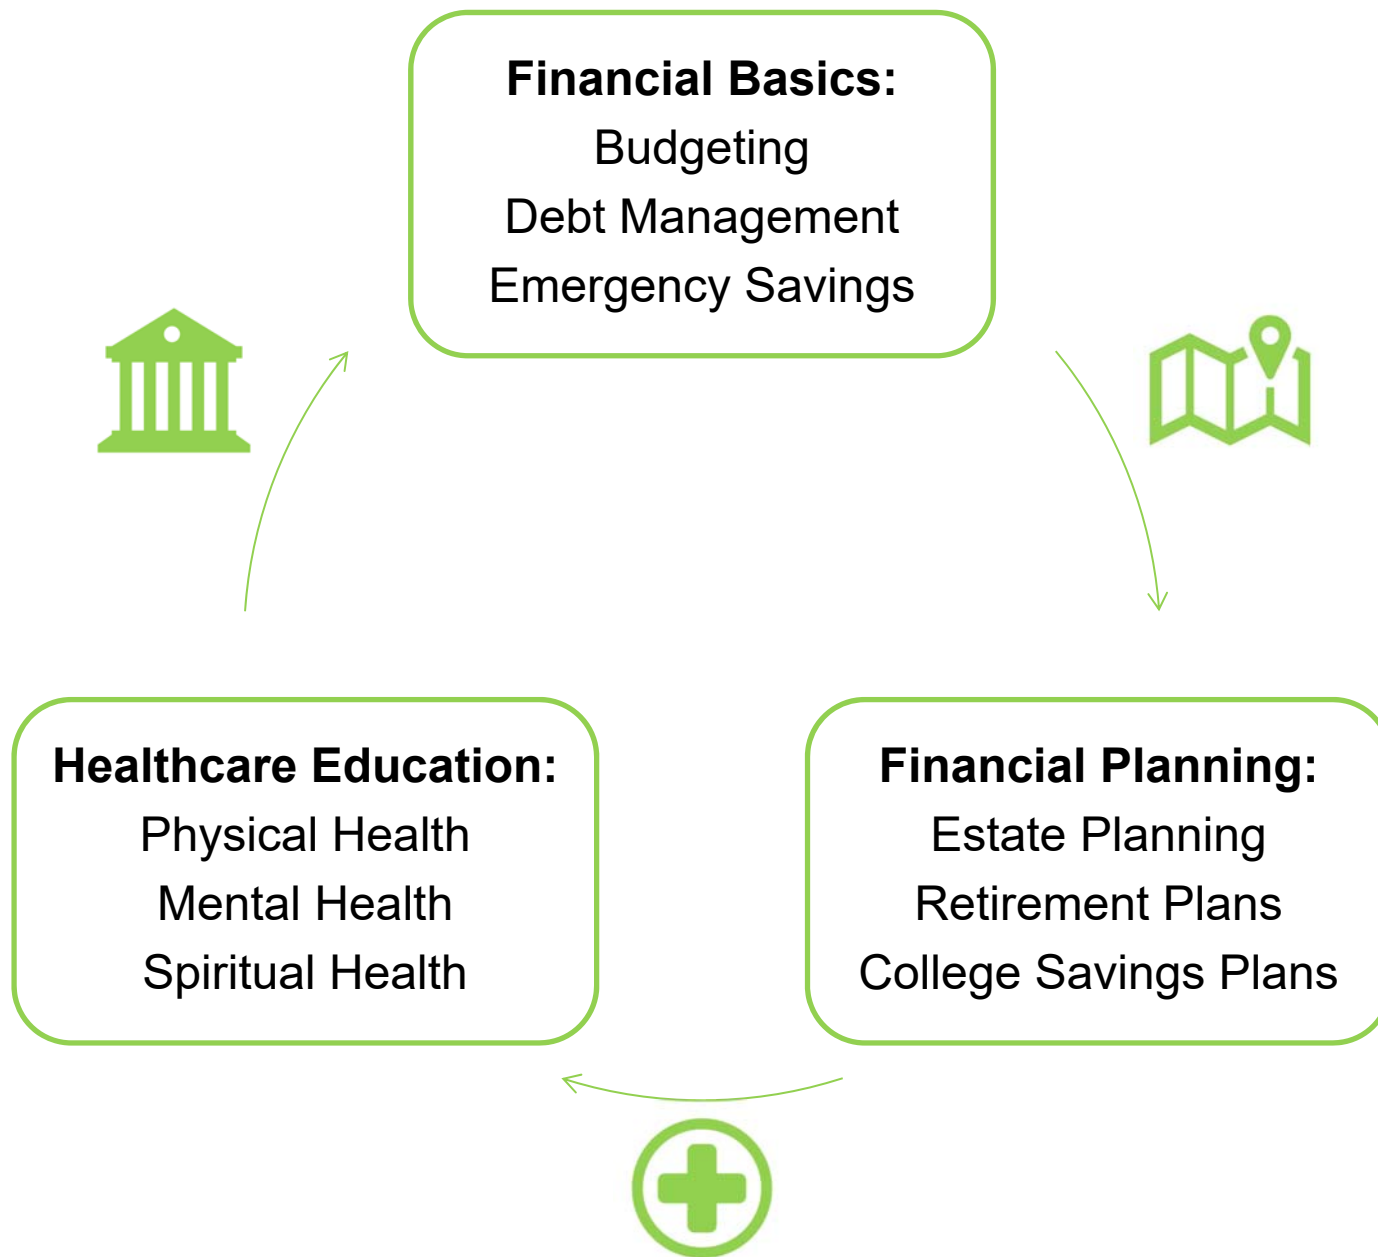 Financial Basics:
Budgeting
Debt Management
Emergency Savings
Healthcare Education:
Physical Health
Mental Health
Spiritual Health
Financial Planning:
Estate Planning
Retirement Plans
College Savings Plans